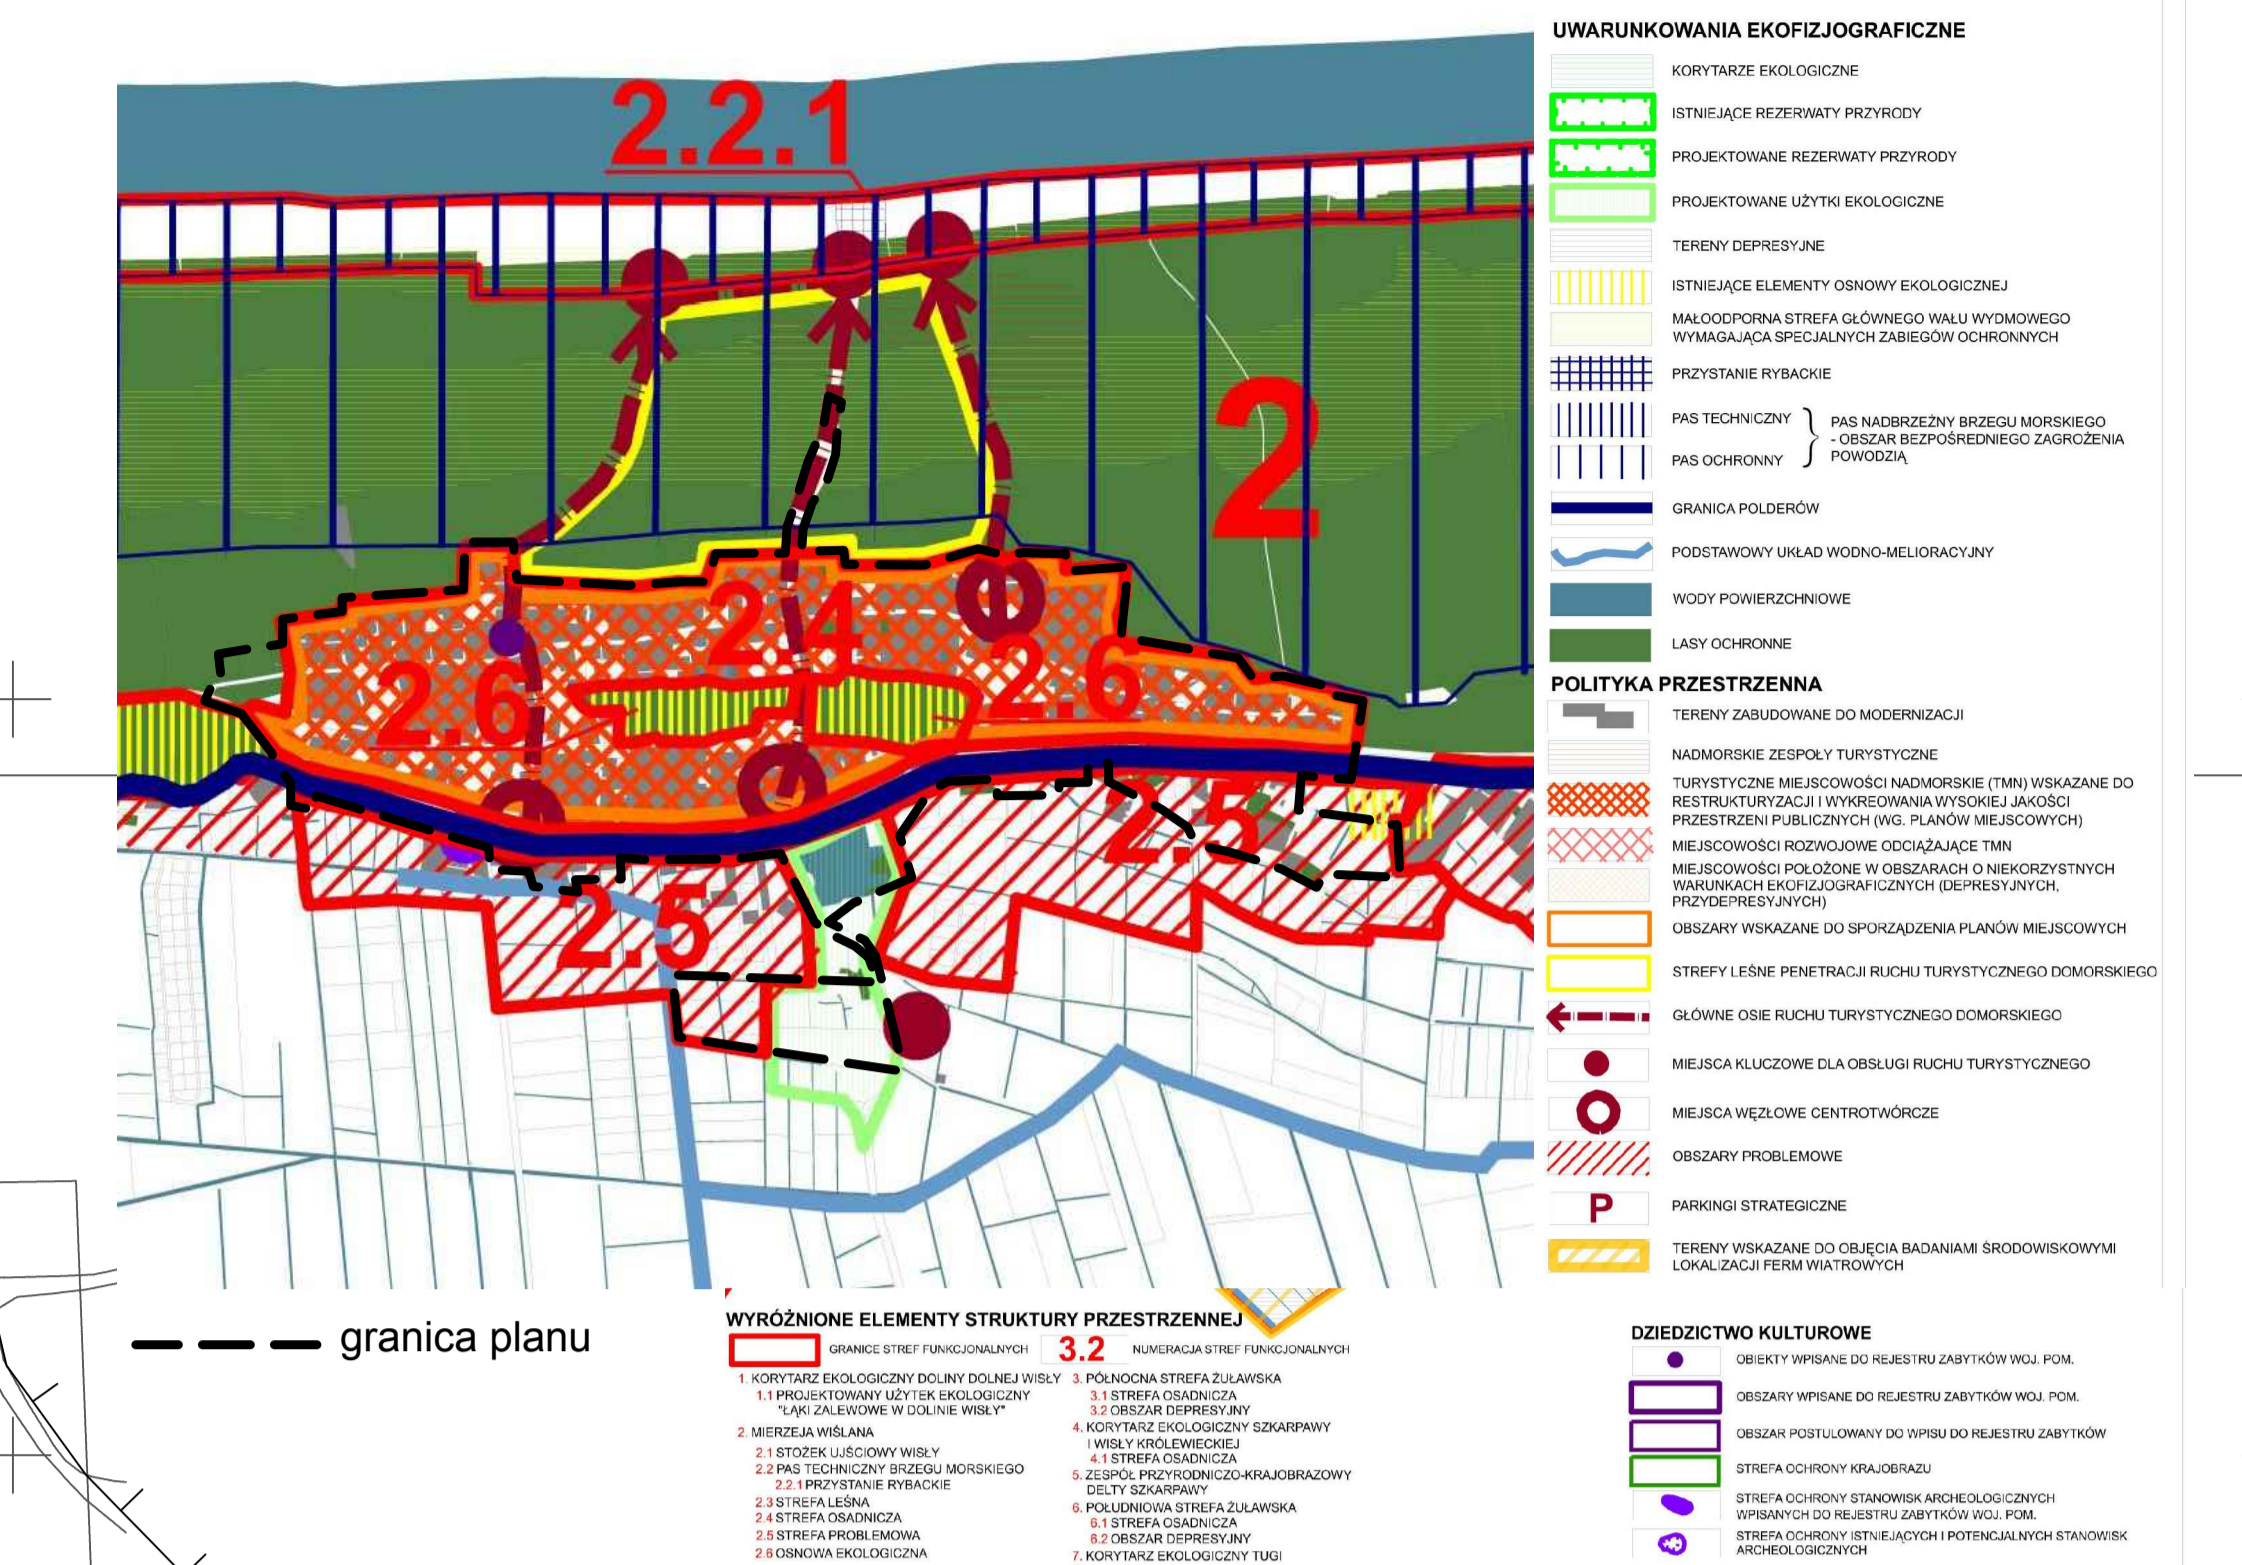 2.2.1
2
2.4
2.6
2.6
2.5
2.5
UWARUNKOWANIA EKOFIZJOGRAFICZNE
KORYTARZE EKOLOGICZNE
ISTNIEJĄCE REZERWATY PRZYRODY
PROJEKTOWANE REZERWATY PRZYRODY
PROJEKTOWANE UŻYTKI EKOLOGICZNE
TERENY DEPRESYJNE
ISTNIEJĄCE ELEMENTY OSNOWY EKOLOGICZNEJ
MAŁOODPORNA STREFA GŁÓWNEGO WAŁU WYDMOWEGO
WYMAGAJĄCA SPECJALNYCH ZABIEGÓW OCHRONNYCH
PRZYSTANIE RYBACKIE
PAS TECHNICZNY
PAS OCHRONNY
PAS NADBRZEŻNY BRZEGU MORSKIEGO
- OBSZAR BEZPOŚREDNIEGO ZAGROŻENIA
POWODZIĄ
GRANICA POLDERÓW
PODSTAWOWY UKŁAD WODNO-MELIORACYJNY
WODY POWIERZCHNIOWE
LASY OCHRONNE
POLITYKA PRZESTRZENNA
TERENY ZABUDOWANE DO MODERNIZACJI
NADMORSKIE ZESPOŁY TURYSTYCZNE
TURYSTYCZNE MIEJSCOWOŚCI NADMORSKIE (TMN) WSKAZANE DO
RESTRUKTURYZACJI I WYKREOWANIA WYSOKIEJ JAKOŚCI
PRZESTRZENI PUBLICZNYCH (WG. PLANÓW MIEJSCOWYCH)
MIEJSCOWOŚCI ROZWOJOWE ODCIĄŻAJĄCE TMN
MIEJSCOWOŚCI POŁOŻONE W OBSZARACH O NIEKORZYSTNYCH
WARUNKACH EKOFIZJOGRAFICZNYCH (DEPRESYJNYCH,
PRZYDEPRESYJNYCH)
OBSZARY WSKAZANE DO SPORZĄDZENIA PLANÓW MIEJSCOWYCH
STREFY LEŚNE PENETRACJI RUCHU TURYSTYCZNEGO DOMORSKIEGO
GŁÓWNE OSIE RUCHU TURYSTYCZNEGO DOMORSKIEGO
MIEJSCA KLUCZOWE DLA OBSŁUGI RUCHU TURYSTYCZNEGO
MIEJSCA WĘZŁOWE CENTROTWÓRCZE
OBSZARY PROBLEMOWE
P PARKINGI STRATEGICZNE
TERENY WSKAZANE DO OBJĘCIA BADANIAMI ŚRODOWISKOWYMI
LOKALIZACJI FERM WIATROWYCH
granica planu
WYRÓŻNIONE ELEMENTY STRUKTURY PRZESTRZENNEJ
GRANICE STREF FUNKCJONALNYCH
3.2 NUMERACJA STREF FUNKCJONALNYCH
1. KORYTARZ EKOLOGICZNY DOLINY DOLNEJ WISŁY
1.1 PROJEKTOWANY UŻYTEK EKOLOGICZNY
"ŁĄKI ZALEWOWE W DOLINIE WISŁY"
2. MIERZEJA WIŚLANA
2.1 STOŻEK UJŚCIOWY WISŁY
2.2 PAS TECHNICZNY BRZEGU MORSKIEGO
2.2.1 PRZYSTANIE RYBACKIE
2.3 STREFA LEŚNA
2.4 STREFA OSADNICZA
2.5 STREFA PROBLEMOWA
2.6 OSNOWA EKOLOGICZNA
3. PÓŁNOCNA STREFA ŻUŁAWSKA
3.1 STREFA OSADNICZA
3.2 OBSZAR DEPRESYJNY
4. KORYTARZ EKOLOGICZNY SZKARPAWY
I WISŁY KRÓLEWIECKIEJ
4.1 STREFA OSADNICZA
5. ZESPÓŁ PRZYRODNICZO-KRAJOBRAZOWY
DELTY SZKARPAWY
6. POŁUDNIOWA STREFA ŻUŁAWSKA
6.1 STREFA OSADNICZA
6.2 OBSZAR DEPRESYJNY
7. KORYTARZ EKOLOGICZNY TUGI
DZIEDZICTWO KULTUROWE
OBIEKTY WPISANE DO REJESTRU ZABYTKÓW WOJ. POM.
OBSZARY WPISANE DO REJESTRU ZABYTKÓW WOJ. POM.
OBSZAR POSTULOWANY DO WPISU DO REJESTRU ZABYTKÓW
STREFA OCHRONY KRAJOBRAZU
STREFA OCHRONY STANOWISK ARCHEOLOGICZNYCH
WPISANYCH DO REJESTRU ZABYTKÓW WOJ. POM.
STREFA OCHRONY ISTNIEJĄCYCH I POTENCJALNYCH STANOWISK
ARCHEOLOGICZNYCH